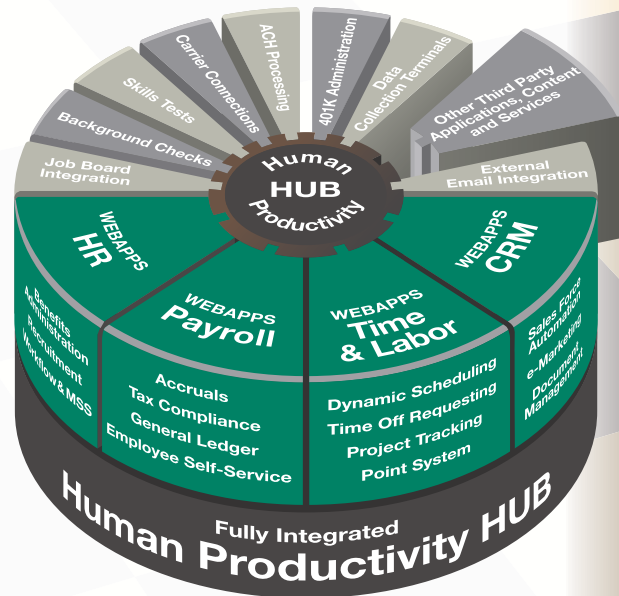 Job Board
Integration
Background Checks
Skills Tests
Carrier Connections
ACH Processing
401K Administration
Data
Collection Terminals
Other Third Party
Applications, Content
and Services
External
Email Integration
Human
HUB
Productivity
WEBAPPS
HR
WEBAPPS
Payroll
WEBAPPS
Time
& Labor
WEBAPPS
CRM
Benefits
Administration
Recruitment
Workflow & MSS
Accruals
Tax Compliance
General Ledger
Employee Self-Service
Dynamic Scheduling
Time Off Requesting
Project Tracking
Point System
Sales Force
Automation
e-Marketing
Document
Management
Fully Integrated
Human Productivity HUB